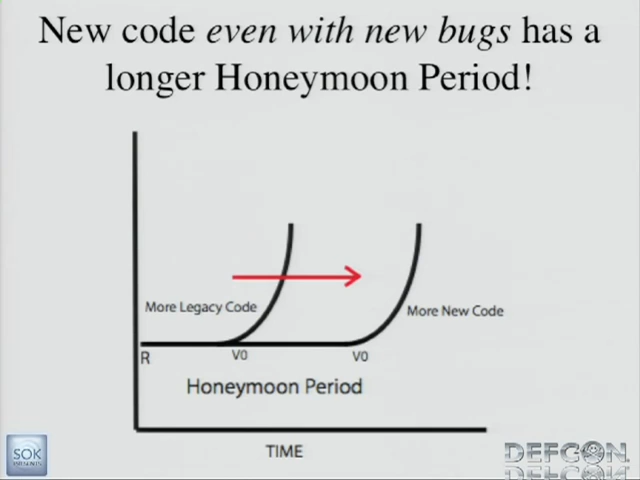 New code even with new bugs has a
longer Honeymoon Period!
More Legacy Code
More New Code
R
V0
V0
Honeymoon Period
TIME
SOK
DEFCON